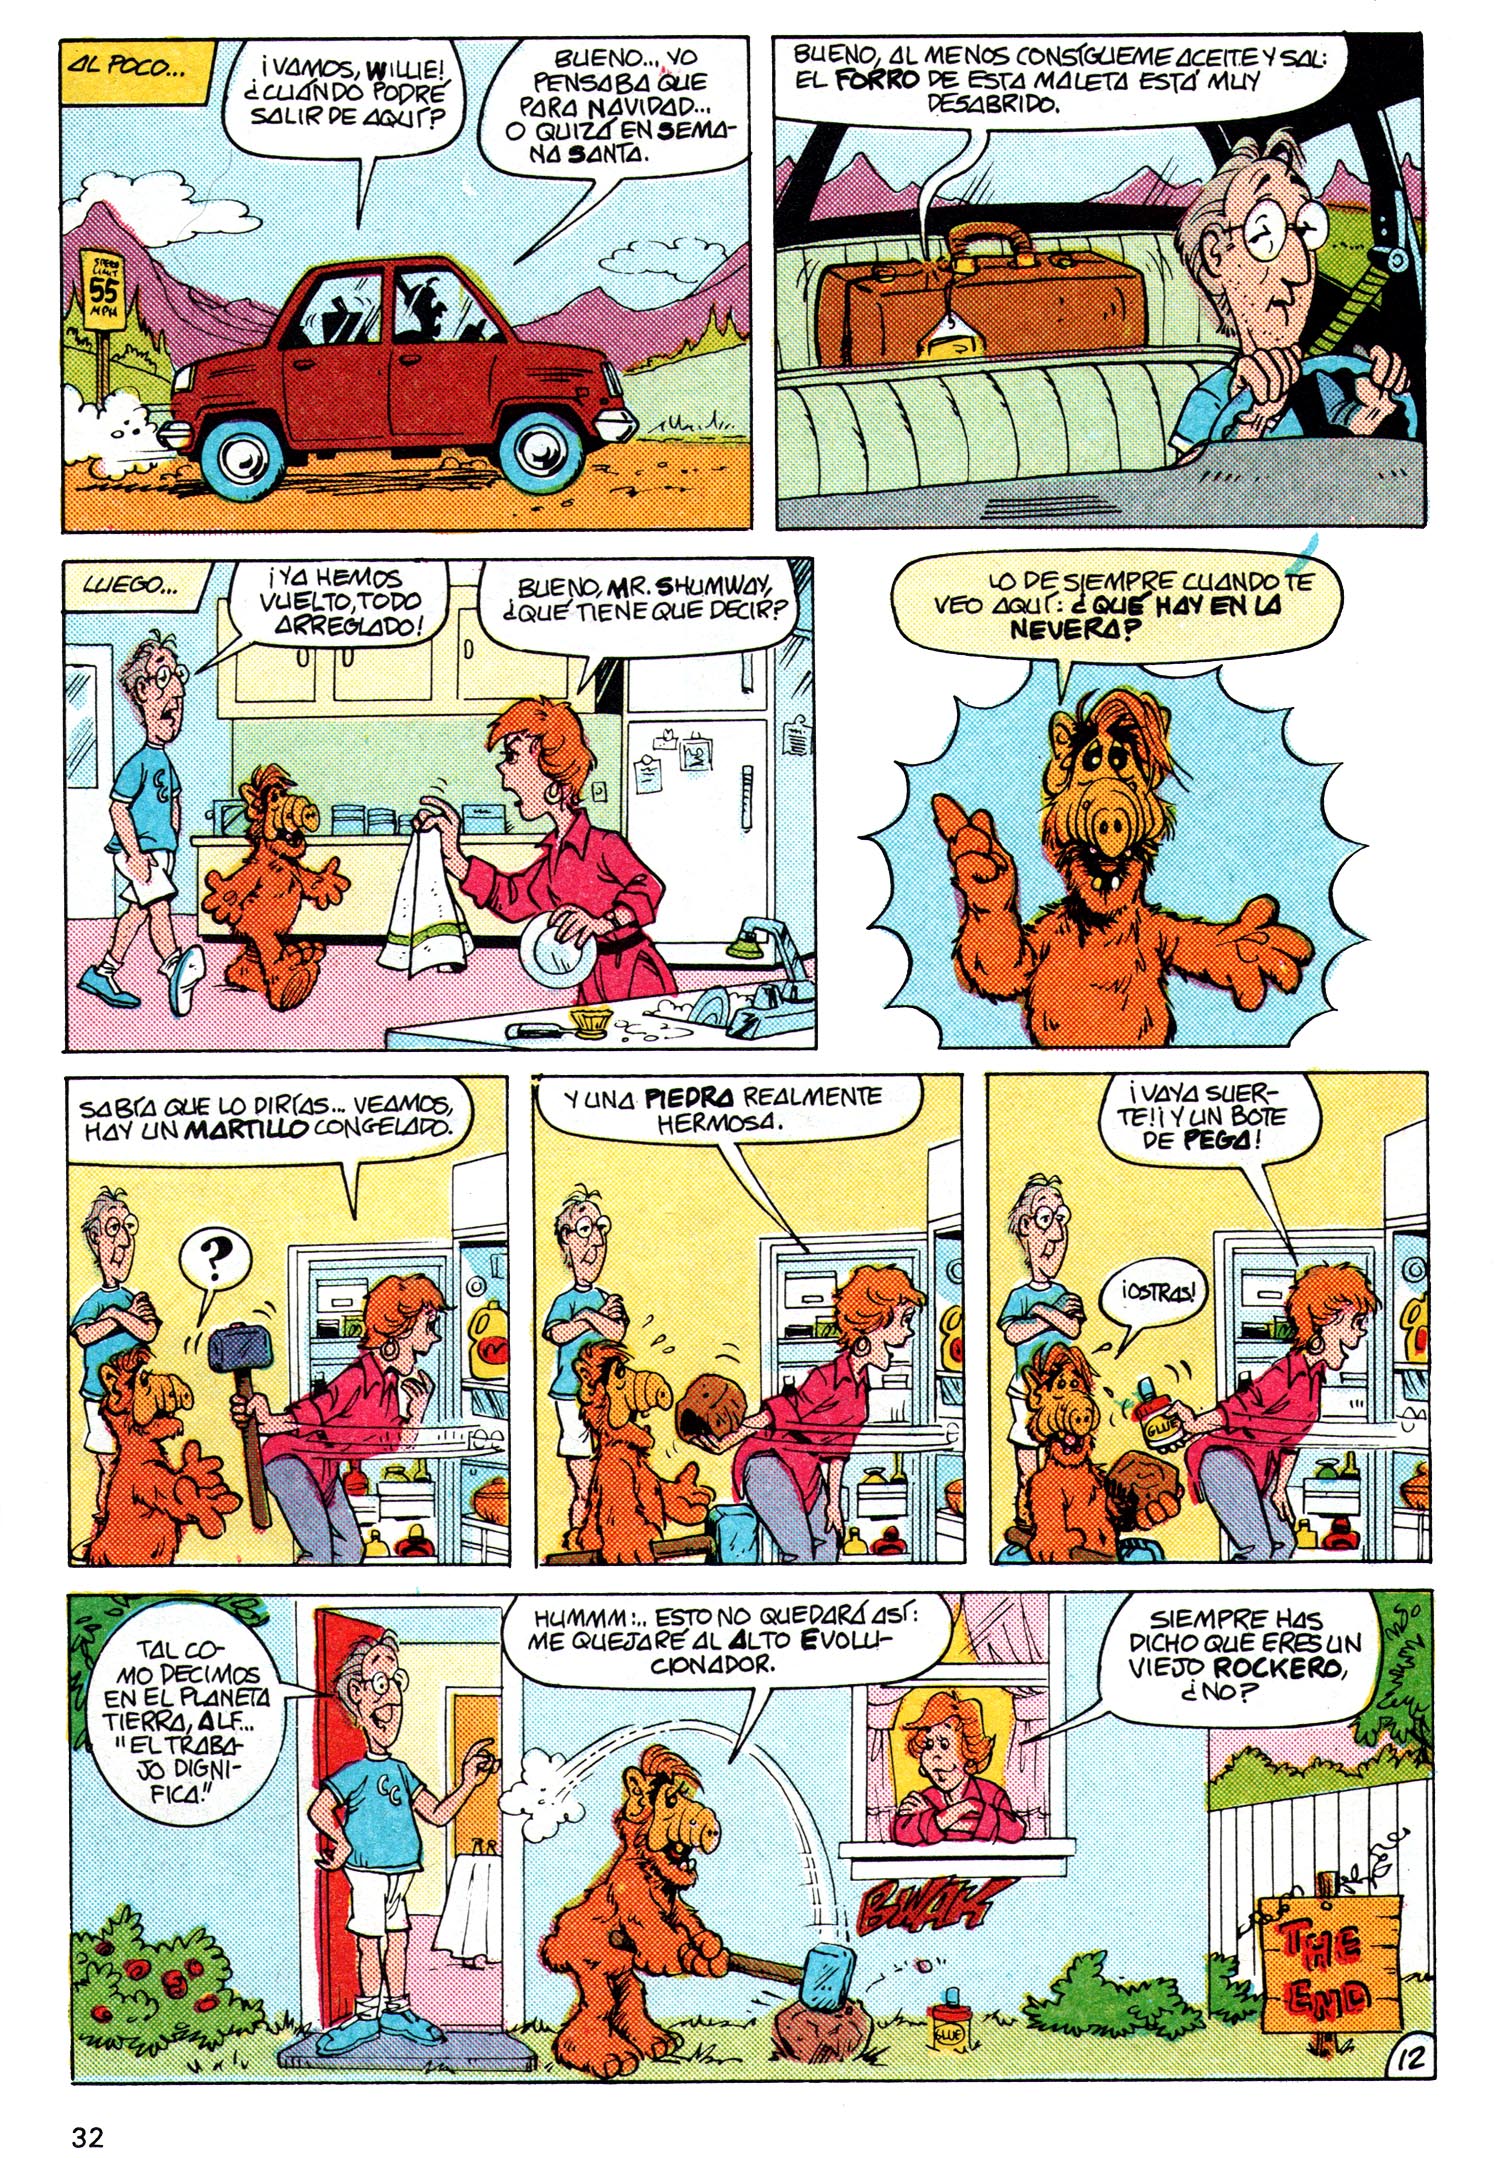 AL POCO...
¡VAMOS, WILLIE!
¿CUÁNDO PODRÉ
SALIR DE AQUÍ?
BUENO... YO
PENSABA QUE
PARA NAVIDAD...
O QUIZÁ EN SEMA-
NA SANTA.
SPEED
LIMIT
55
MPH
BUENO, AL MENOS CONSÍGUEME ACEITE Y SAL:
EL FORRO DE ESTA MALETA ESTÁ MUY
DESABRIDO.
LUEGO...
¡YA HEMOS
VUELTO, TODO
ARREGLADO!
BUENO, MR. SHUMWAY,
¿QUÉ TIENE QUE DECIR?
CC
LO DE SIEMPRE CUANDO TE
VEO AQUÍ: ¿QUÉ HAY EN LA
NEVERA?
SABÍA QUE LO DIRÍAS... VEAMOS,
HAY UN MARTILLO CONGELADO.
?
Y UNA PIEDRA REALMENTE
HERMOSA.
¡VAYA SUER-
TE! ¡Y UN BOTE
DE PEGA!
¡OSTRAS!
GLUE
TAL CO-
MO DECIMOS
EN EL PLANETA
TIERRA, ALF...
"EL TRABA-
JO DIGNI-
FICA."
HUMMM... ESTO NO QUEDARÁ ASÍ:
ME QUEJARÉ AL ALTO EVOLU-
CIONADOR.
SIEMPRE HAS
DICHO QUE ERES UN
VIEJO ROCKERO,
¿NO?
CC
BWAK
GLUE
THE
END
12
32